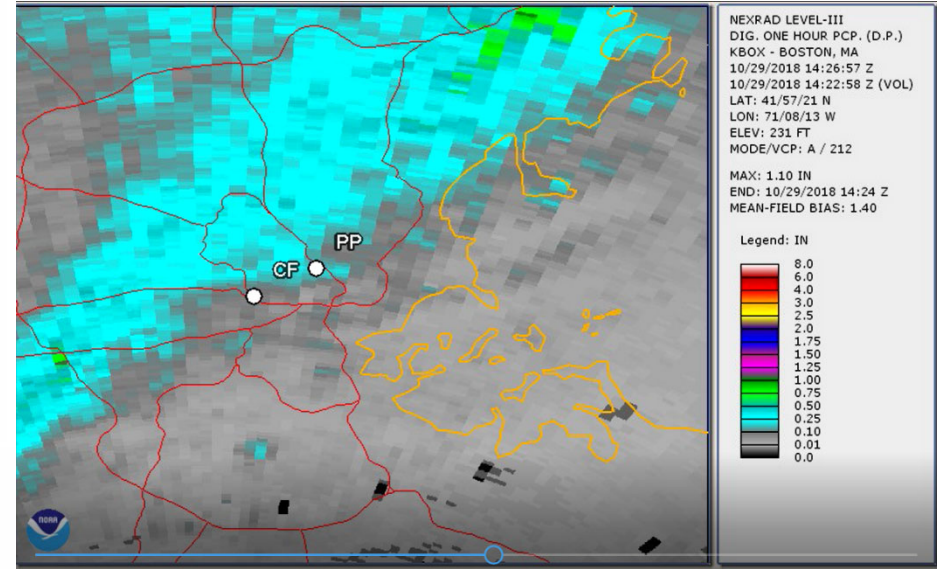 PP
CF
NOAA
NEXRAD LEVEL-III
DIG. ONE HOUR PCP. (D.P.)
KBOX - BOSTON, MA
10/29/2018 14:26:57 Z
10/29/2018 14:22:58 Z (VOL)
LAT: 41/57/21 N
LON: 71/08/13 W
ELEV: 231 FT
MODE/VCP: A / 212
MAX: 1.10 IN
END: 10/29/2018 14:24 Z
MEAN-FIELD BIAS: 1.40
Legend: IN
8.0
6.0
4.0
3.0
2.5
2.0
1.75
1.50
1.25
1.00
0.75
0.50
0.25
0.10
0.01
0.0